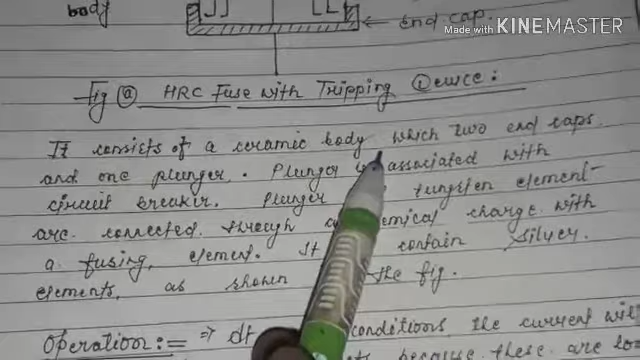 body
end cap.
Made with KINEMASTER
Fig (a) HRC Fuse with Tripping Device:
It consists of a ceramic body which two end caps.
and one plunger. Plunger is associated with
circuit breaker. Plunger tungsten element
are connected through a chemical charge with
a fusing element. It contain silver
elements, as shown the fig.
Operation:= ⇒ At conditions the current
because these are